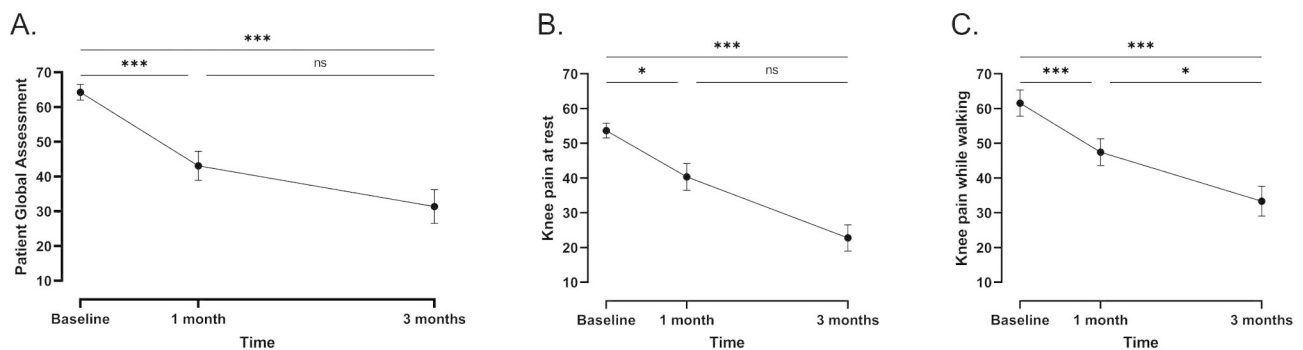 A.
***
***
ns
Patient Global Assessment
70
60
50
40
30
20
10
Baseline
1 month
3 months
Time
B.
***
*
ns
Knee pain at rest
70
60
50
40
30
20
10
Baseline
1 month
3 months
Time
C.
***
***
*
Knee pain while walking
70
60
50
40
30
20
10
Baseline
1 month
3 months
Time